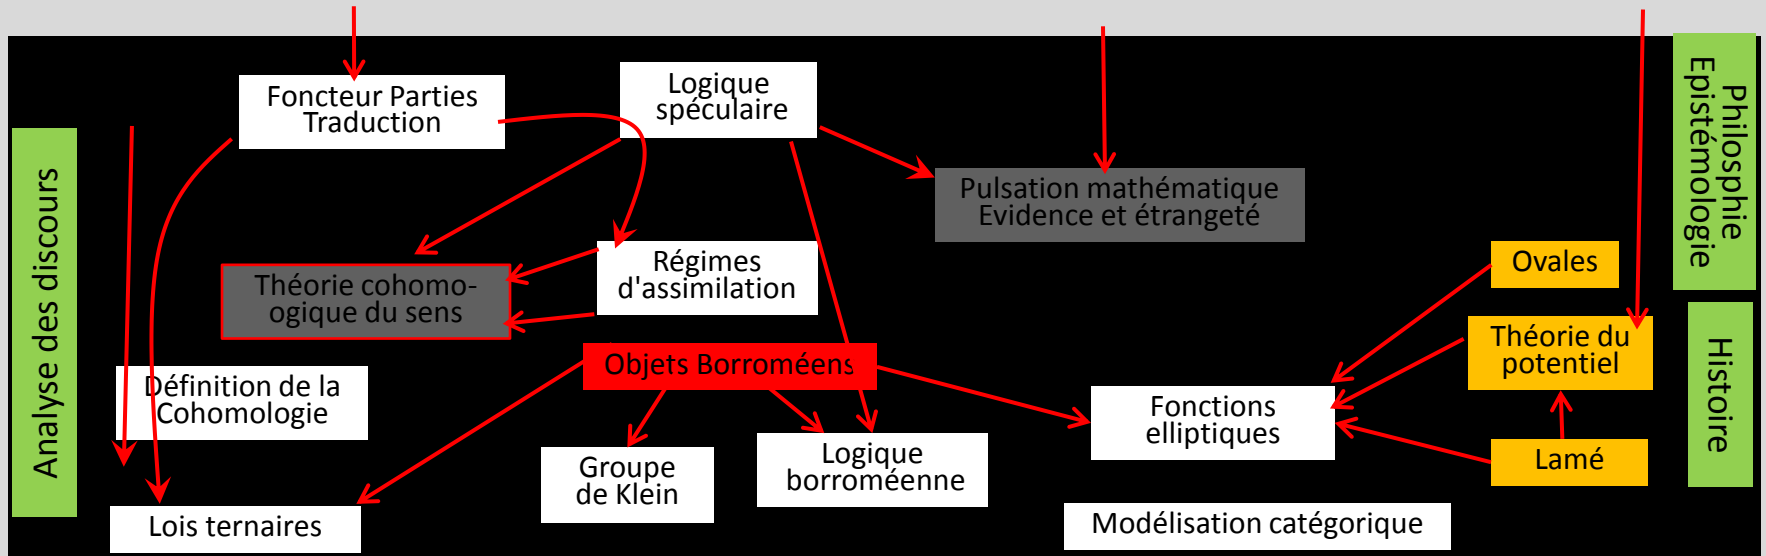 Foncteur Parties
Traduction
Logique
spéculaire
Philosphie
Epistémologie
Analyse des discours
Pulsation mathématique
Evidence et étrangeté
Régimes
d'assimilation
Ovales
Théorie cohomo-
ogique du sens
Théorie du
potentiel
Histoire
Objets Borroméens
Définition de la
Cohomologie
Fonctions
elliptiques
Groupe
de Klein
Logique
borroméenne
Lamé
Lois ternaires
Modélisation catégorique